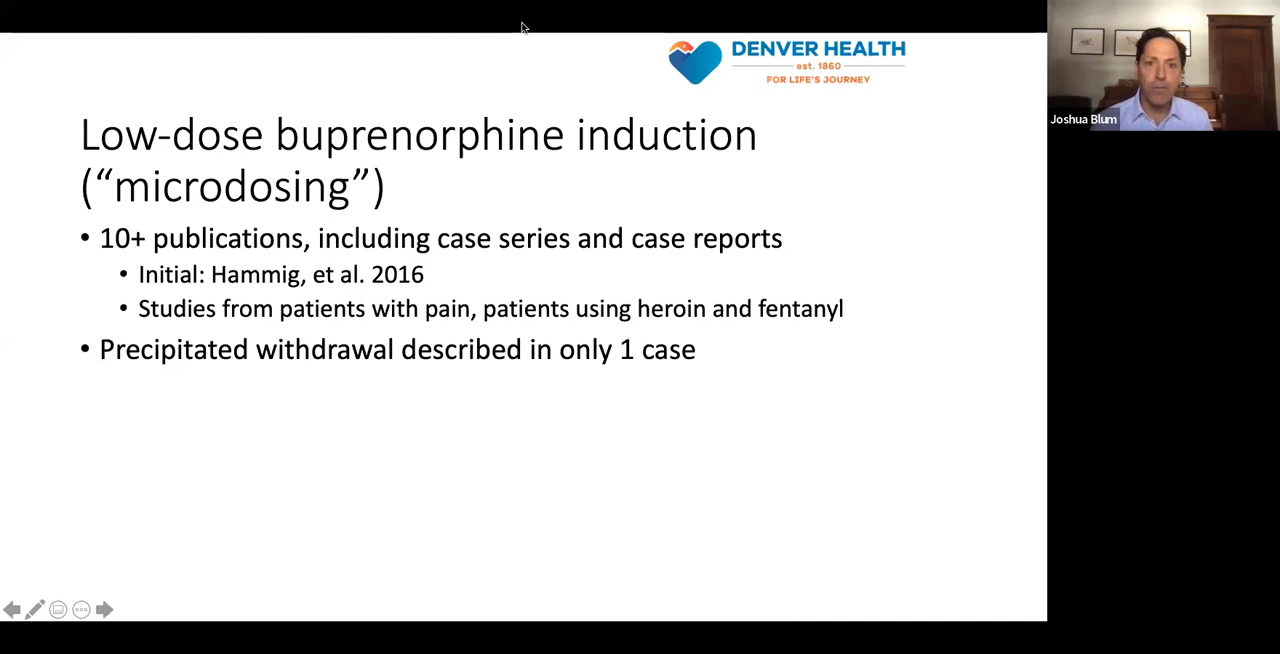 DENVER HEALTH
est. 1860
FOR LIFE'S JOURNEY
Joshua Blum
Low-dose buprenorphine induction
(“microdosing”)
• 10+ publications, including case series and case reports
• Initial: Hammig, et al. 2016
• Studies from patients with pain, patients using heroin and fentanyl
• Precipitated withdrawal described in only 1 case